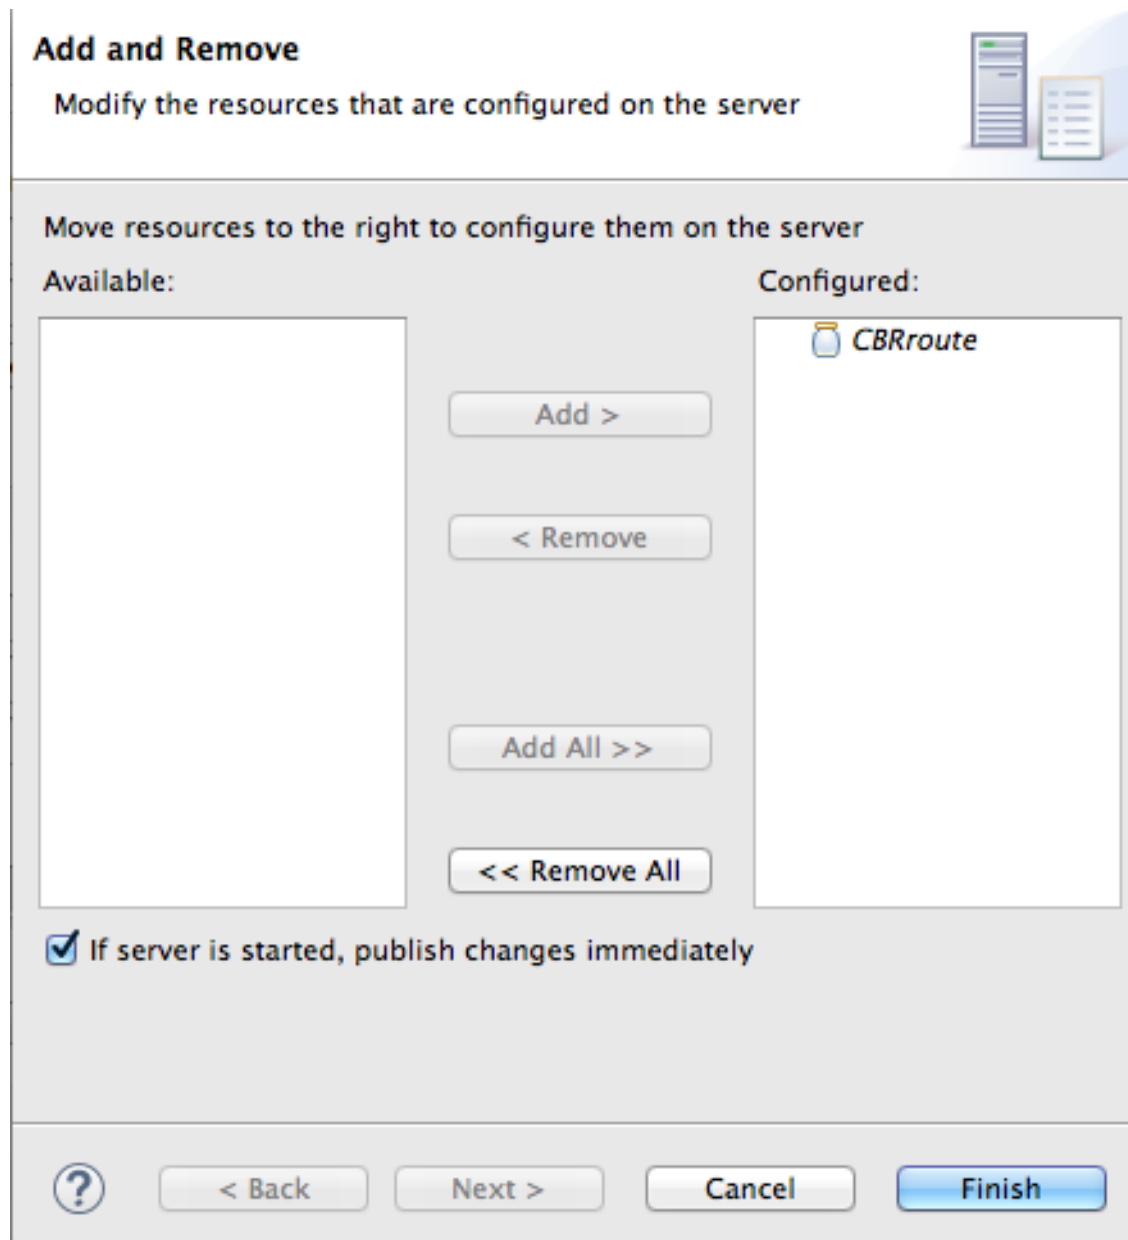 Add and Remove
Modify the resources that are configured on the server
Move resources to the right to configure them on the server
Available:
Configured:
CBRroute
Add >
< Remove
Add All >>
<< Remove All
If server is started, publish changes immediately
?
< Back
Next >
Cancel
Finish